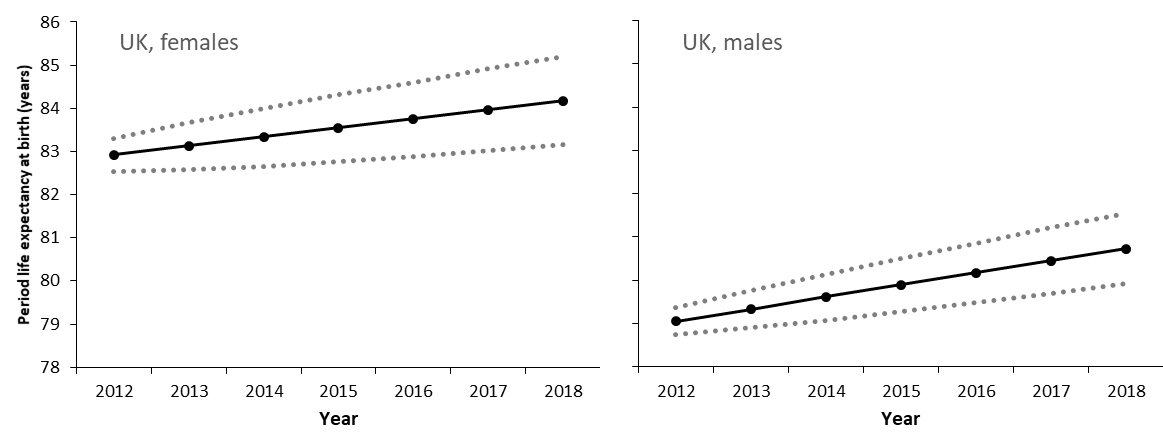 UK, females
UK, males
Period life expectancy at birth (years)
86
85
84
83
82
81
80
79
78
2012 2013 2014 2015 2016 2017 2018
2012 2013 2014 2015 2016 2017 2018
Year
Year